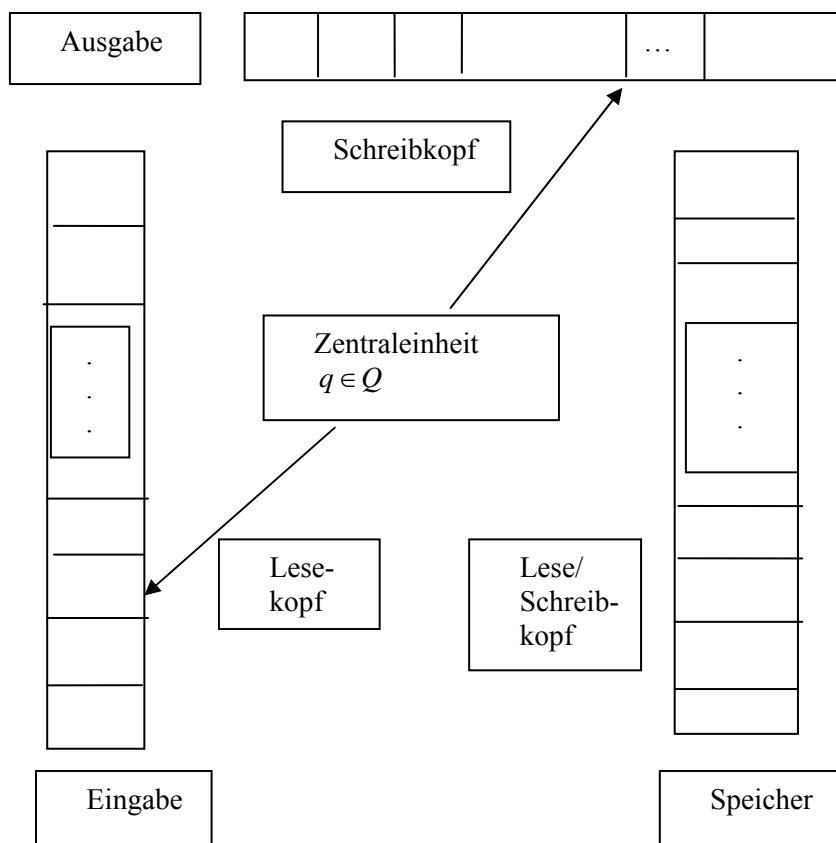 Ausgabe
…
Schreibkopf
Zentraleinheit
q ∈ Q
.
.
.
.
.
.
Lese-
kopf
Lese/
Schreib-
kopf
Eingabe
Speicher